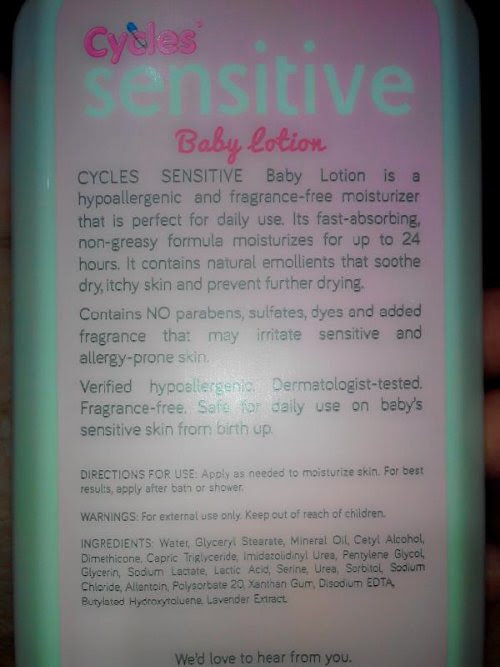 Cycles
sensitive
Baby Lotion
CYCLES SENSITIVE Baby Lotion is a
hypoallergenic and fragrance-free moisturizer
that is perfect for daily use. Its fast-absorbing,
non-greasy formula moisturizes for up to 24
hours. It contains natural emollients that soothe
dry, itchy skin and prevent further drying.
Contains NO parabens, sulfates, dyes and added
fragrance that may irritate sensitive and
allergy-prone skin.
Verified hypoallergenic. Dermatologist-tested.
Fragrance-free. Safe for daily use on baby's
sensitive skin from birth up.
DIRECTIONS FOR USE: Apply as needed to moisturize skin. For best
results, apply after bath or shower.
WARNINGS: For external use only. Keep out of reach of children.
INGREDIENTS: Water, Glyceryl Stearate, Mineral Oil, Cetyl Alcohol,
Dimethicone, Capric Triglyceride, Imidazolidinyl Urea, Pentylene Glycol,
Glycerin, Sodium Lactate, Lactic Acid, Serine, Urea, Sorbitol, Sodium
Chloride, Allantoin, Polysorbate 20, Xanthan Gum, Disodium EDTA,
Butylated Hydroxytoluene, Lavender Extract.
We'd love to hear from you.